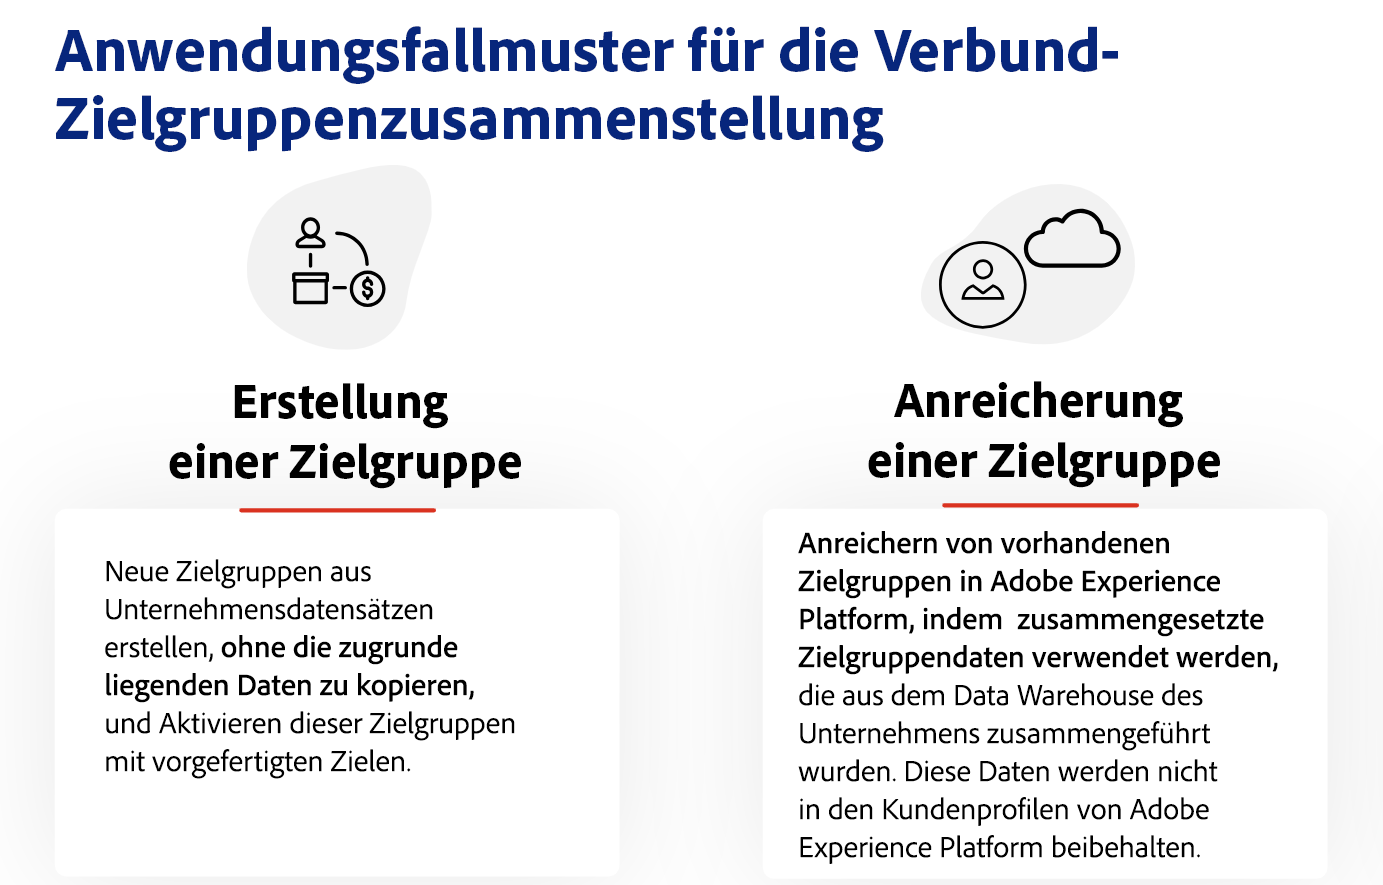 Anwendungsfallmuster für die Verbund-
Zielgruppenzusammenstellung
$
Erstellung
einer Zielgruppe
Neue Zielgruppen aus
Unternehmensdatensätzen
erstellen, ohne die zugrunde
liegenden Daten zu kopieren,
und Aktivieren dieser Zielgruppen
mit vorgefertigten Zielen.
Anreicherung
einer Zielgruppe
Anreichern von vorhandenen
Zielgruppen in Adobe Experience
Platform, indem zusammengesetzte
Zielgruppendaten verwendet werden,
die aus dem Data Warehouse des
Unternehmens zusammengeführt
wurden. Diese Daten werden nicht
in den Kundenprofilen von Adobe
Experience Platform beibehalten.